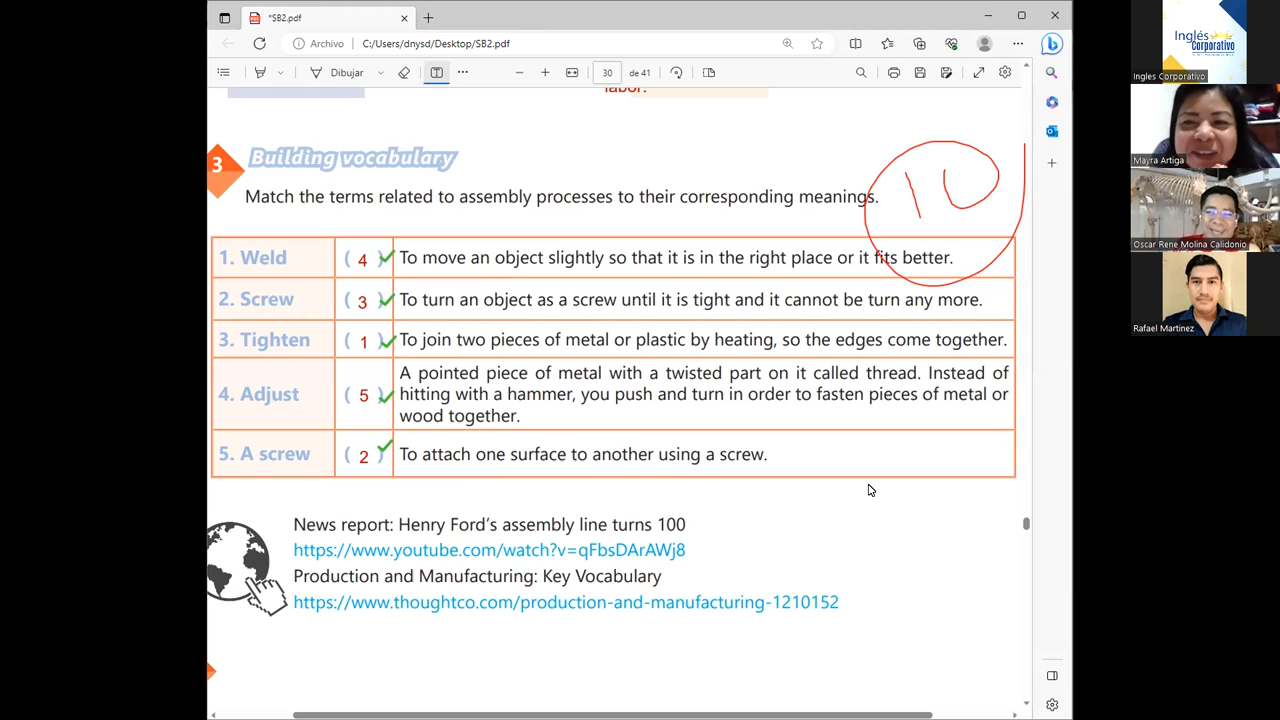 *SB2.pdf
Archivo
C:/Users/dnysd/Desktop/SB2.pdf
Dibujar
30
de 41
labor.
3
Building vocabulary
Match the terms related to assembly processes to their corresponding meanings.
10
1. Weld ( 4 ) To move an object slightly so that it is in the right place or it fits better.
2. Screw ( 3 ) To turn an object as a screw until it is tight and it cannot be turn any more.
3. Tighten ( 1 ) To join two pieces of metal or plastic by heating, so the edges come together.
4. Adjust ( 5 ) A pointed piece of metal with a twisted part on it called thread. Instead of
hitting with a hammer, you push and turn in order to fasten pieces of metal or
wood together.
5. A screw ( 2 ) To attach one surface to another using a screw.
News report: Henry Ford's assembly line turns 100
https://www.youtube.com/watch?v=qFbsDArAWj8
Production and Manufacturing: Key Vocabulary
https://www.thoughtco.com/production-and-manufacturing-1210152
Inglés
Corporativo
Ingles Corporativo
Mayra Artiga
Oscar Rene Molina Calidonio
Rafael Martinez